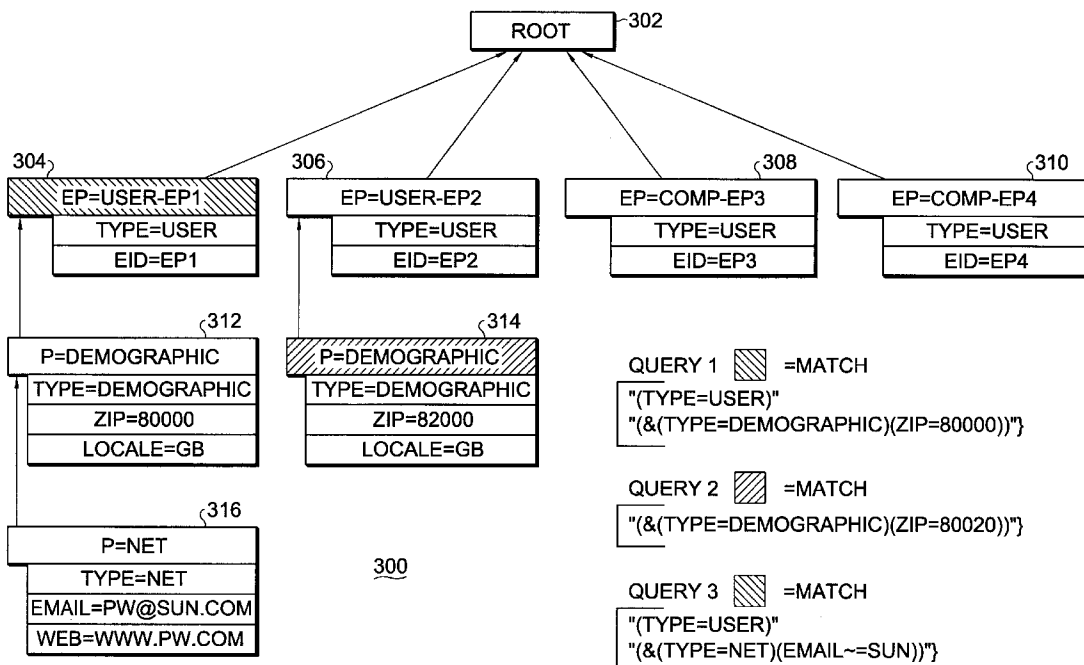 ROOT
302
304
EP=USER-EP1
TYPE=USER
EID=EP1
306
EP=USER-EP2
TYPE=USER
EID=EP2
308
EP=COMP-EP3
TYPE=USER
EID=EP3
310
EP=COMP-EP4
TYPE=USER
EID=EP4
312
P=DEMOGRAPHIC
TYPE=DEMOGRAPHIC
ZIP=80000
LOCALE=GB
314
P=DEMOGRAPHIC
TYPE=DEMOGRAPHIC
ZIP=82000
LOCALE=GB
316
P=NET
TYPE=NET
EMAIL=PW@SUN.COM
WEB=WWW.PW.COM
300
QUERY 1 =MATCH
"(TYPE=USER)"
"(&(TYPE=DEMOGRAPHIC)(ZIP=80000))"}
QUERY 2 =MATCH
"(&(TYPE=DEMOGRAPHIC)(ZIP=80020))"}
QUERY 3 =MATCH
"(TYPE=USER)"
"(&(TYPE=NET)(EMAIL~=SUN))"}